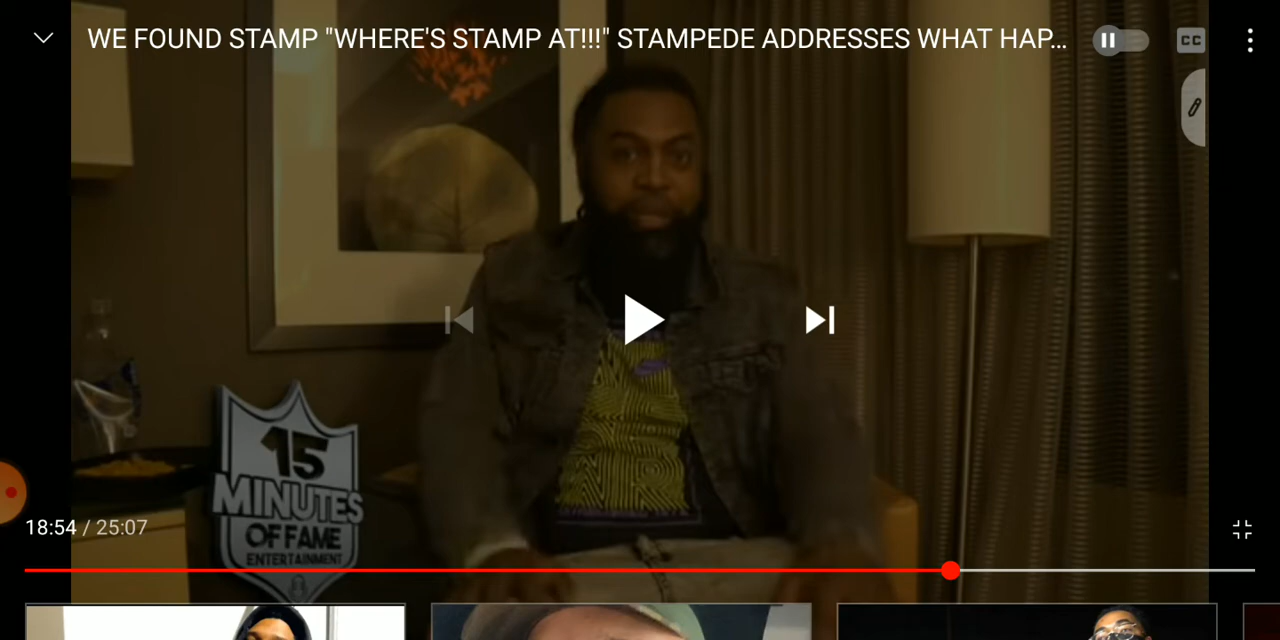 WE FOUND STAMP "WHERE'S STAMP AT!!!" STAMPEDE ADDRESSES WHAT HAP...
CC
15
MINUTES
OF FAME
ENTERTAINMENT
18:54 / 25:07